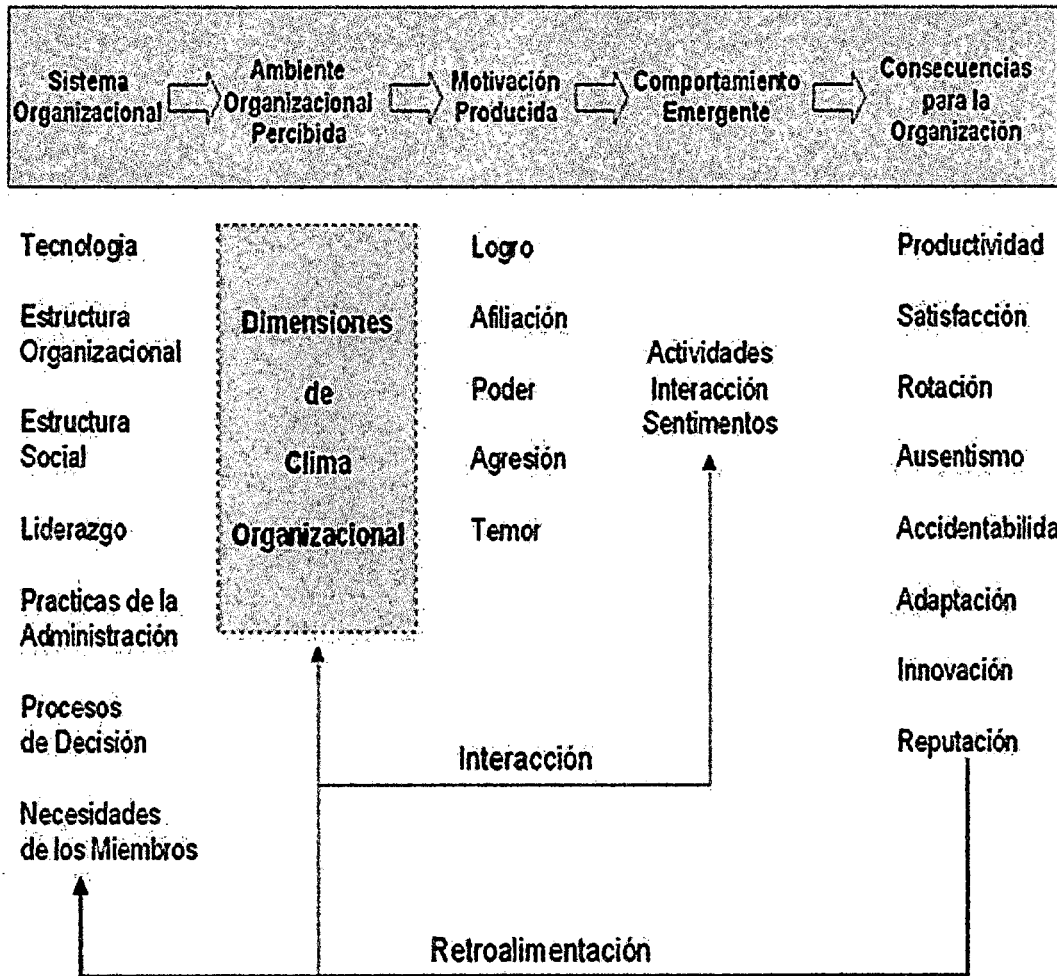 Sistema
Organizacional
Ambiente
Organizacional
Percibida
Motivación
Producida
Comportamiento
Emergente
Consecuencias
para la
Organización
Tecnologia
Estructura
Organizacional
Estructura
Social
Liderazgo
Practicas de la
Administración
Procesos
de Decisión
Necesidades
de los Miembros
Dimensiones
de
Clima
Organizacional
Logro
Afiliación
Poder
Agresión
Temor
Actividades
Interacción
Sentimentos
Productividad
Satisfacción
Rotación
Ausentismo
Accidentabilida
Adaptación
Innovación
Reputación
Interacción
Retroalimentación